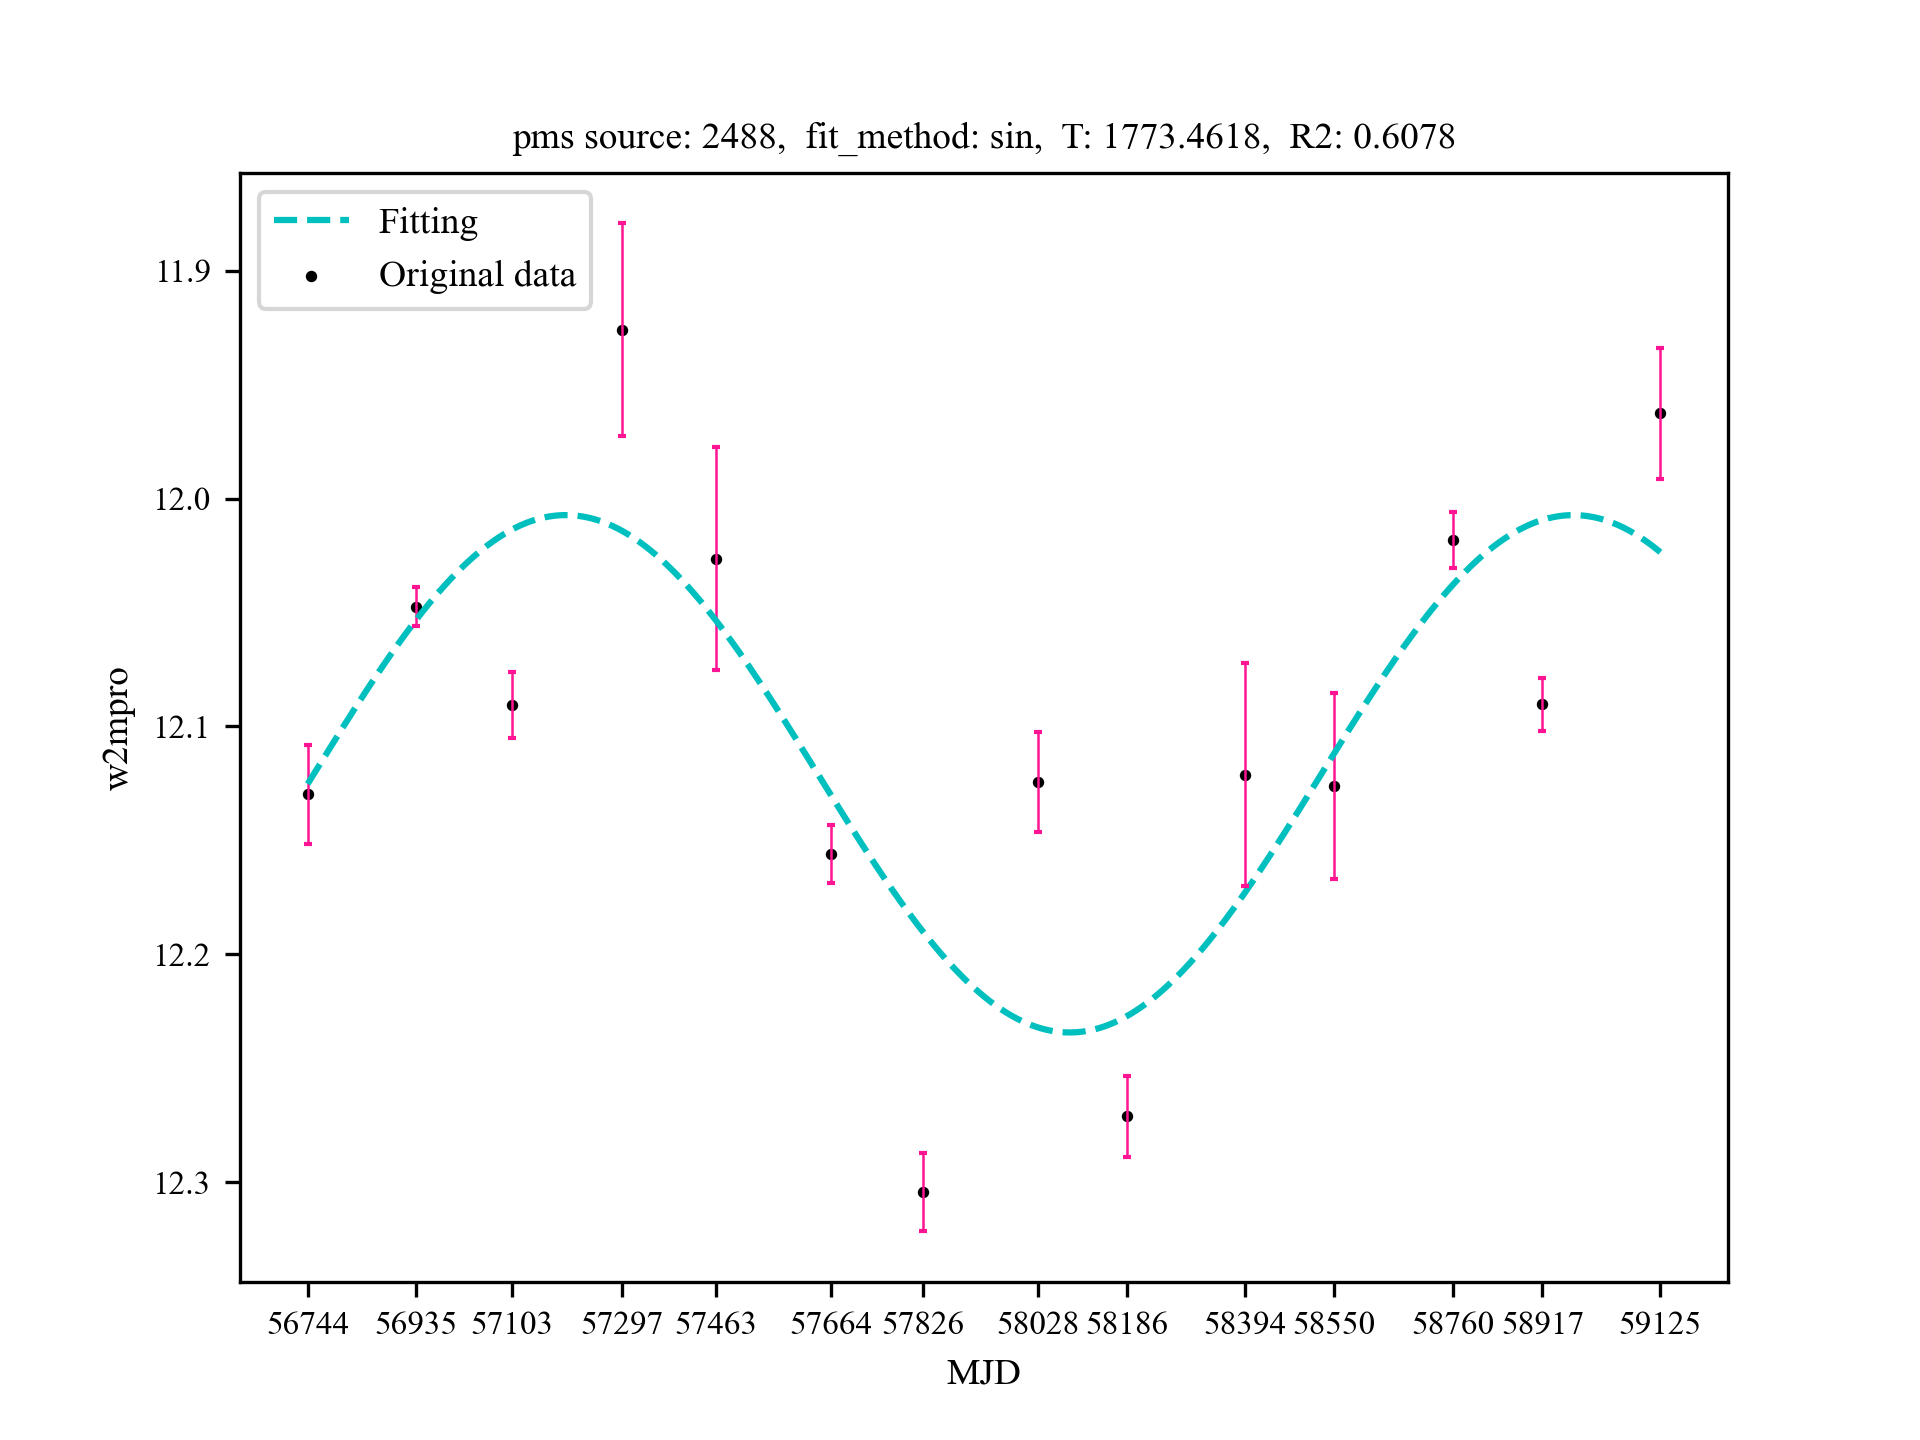 pms source: 2488,  fit_method: sin,  T: 1773.4618,  R2: 0.6078
Fitting
Original data
11.9
12.0
12.1
12.2
12.3
w2mpro
56744 56935 57103 57297 57463 57664 57826 58028 58186 58394 58550 58760 58917 59125
MJD